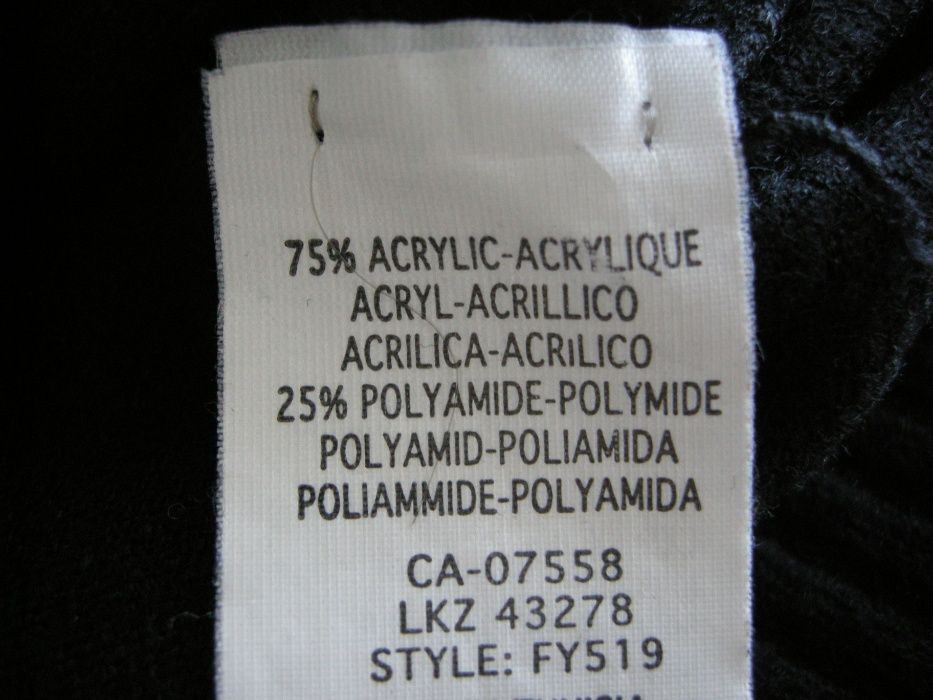 75% ACRYLIC-ACRYLIQUE
ACRYL-ACRILLICO
ACRILICA-ACRiLICO
25% POLYAMIDE-POLYMIDE
POLYAMID-POLIAMIDA
POLIAMMIDE-POLYAMIDA
CA-07558
LKZ 43278
STYLE: FY519